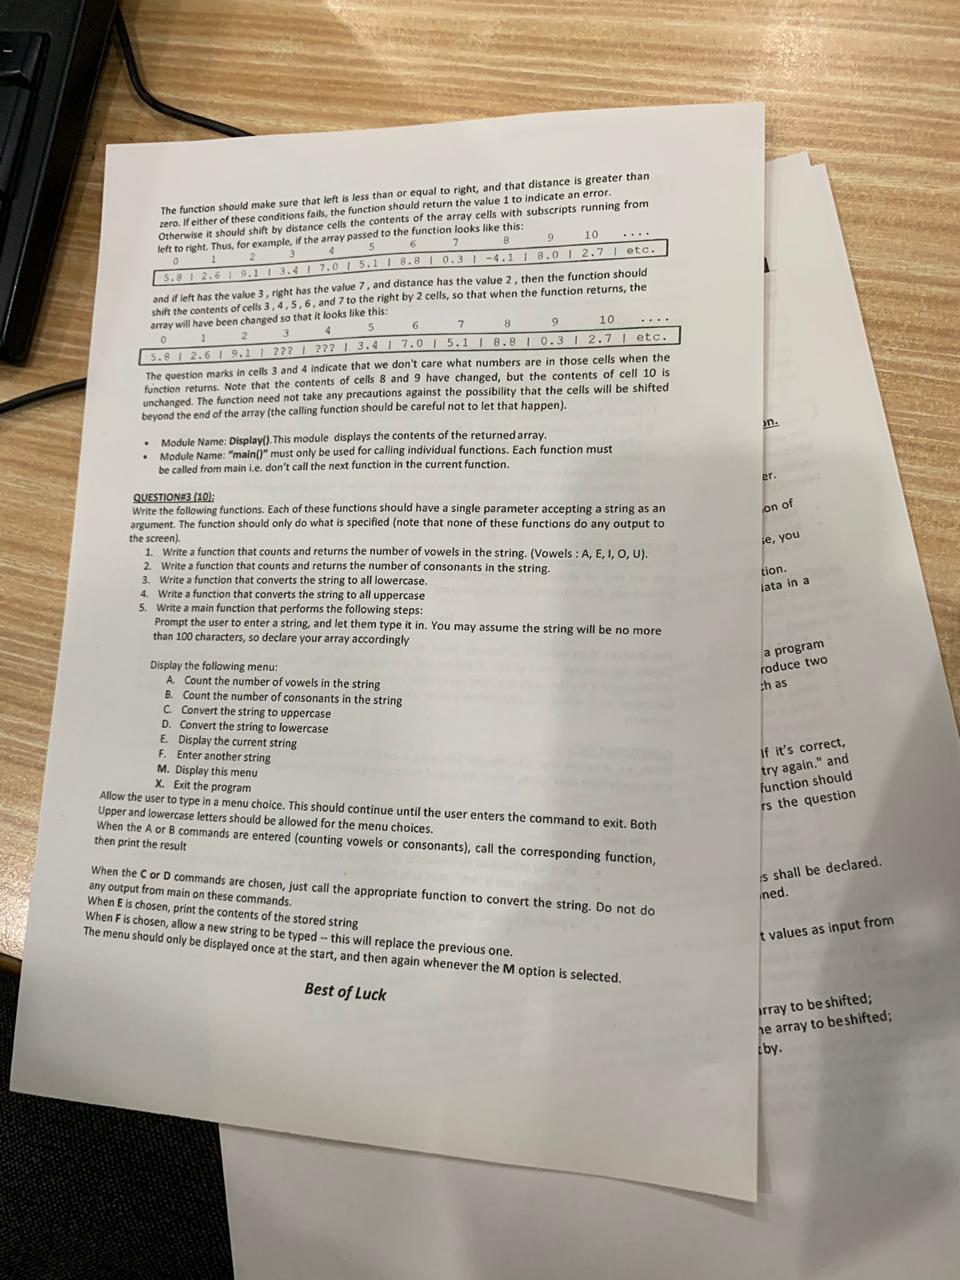 The function should make sure that left is less than or equal to right, and that distance is greater than
zero. If either of these conditions fails, the function should return the value 1 to indicate an error.
Otherwise it should shift by distance cells the contents of the array cells with subscripts running from
left to right. Thus, for example, if the array passed to the function looks like this:
0 1 2 3 4 5 6 7 8 9 10 ....
5.8 | 2.6 | 9.1 | 3.4 | 7.0 | 5.1 | 8.8 | 0.3 | -4.1 | 8.0 | 2.7 | etc.
and if left has the value 3, right has the value 7, and distance has the value 2, then the function should
shift the contents of cells 3, 4, 5, 6, and 7 to the right by 2 cells, so that when the function returns, the
array will have been changed so that it looks like this:
0 1 2 3 4 5 6 7 8 9 10 ....
5.8 | 2.6 | 9.1 | ??? | ??? | 3.4 | 7.0 | 5.1 | 8.8 | 0.3 | 2.7 | etc.
The question marks in cells 3 and 4 indicate that we don't care what numbers are in those cells when the
function returns. Note that the contents of cells 8 and 9 have changed, but the contents of cell 10 is
unchanged. The function need not take any precautions against the possibility that the cells will be shifted
beyond the end of the array (the calling function should be careful not to let that happen).
• Module Name: Display().This module displays the contents of the returned array.
• Module Name: "main()" must only be used for calling individual functions. Each function must
be called from main i.e. don't call the next function in the current function.
QUESTION#3 (10):
Write the following functions. Each of these functions should have a single parameter accepting a string as an
argument. The function should only do what is specified (note that none of these functions do any output to
the screen).
1. Write a function that counts and returns the number of vowels in the string. (Vowels : A, E, I, O, U).
2. Write a function that counts and returns the number of consonants in the string.
3. Write a function that converts the string to all lowercase.
4. Write a function that converts the string to all uppercase
5. Write a main function that performs the following steps:
Prompt the user to enter a string, and let them type it in. You may assume the string will be no more
than 100 characters, so declare your array accordingly
Display the following menu:
A. Count the number of vowels in the string
B. Count the number of consonants in the string
C. Convert the string to uppercase
D. Convert the string to lowercase
E. Display the current string
F. Enter another string
M. Display this menu
X. Exit the program
Allow the user to type in a menu choice. This should continue until the user enters the command to exit. Both
Upper and lowercase letters should be allowed for the menu choices.
When the A or B commands are entered (counting vowels or consonants), call the corresponding function,
then print the result
When the C or D commands are chosen, just call the appropriate function to convert the string. Do not do
any output from main on these commands.
When E is chosen, print the contents of the stored string
When F is chosen, allow a new string to be typed -- this will replace the previous one.
The menu should only be displayed once at the start, and then again whenever the M option is selected.
Best of Luck
on.
er.
on of
se, you
tion.
data in a
a program
roduce two
ch as
If it's correct,
try again." and
function should
rs the question
s shall be declared.
ned.
t values as input from
array to be shifted;
he array to be shifted;
by.